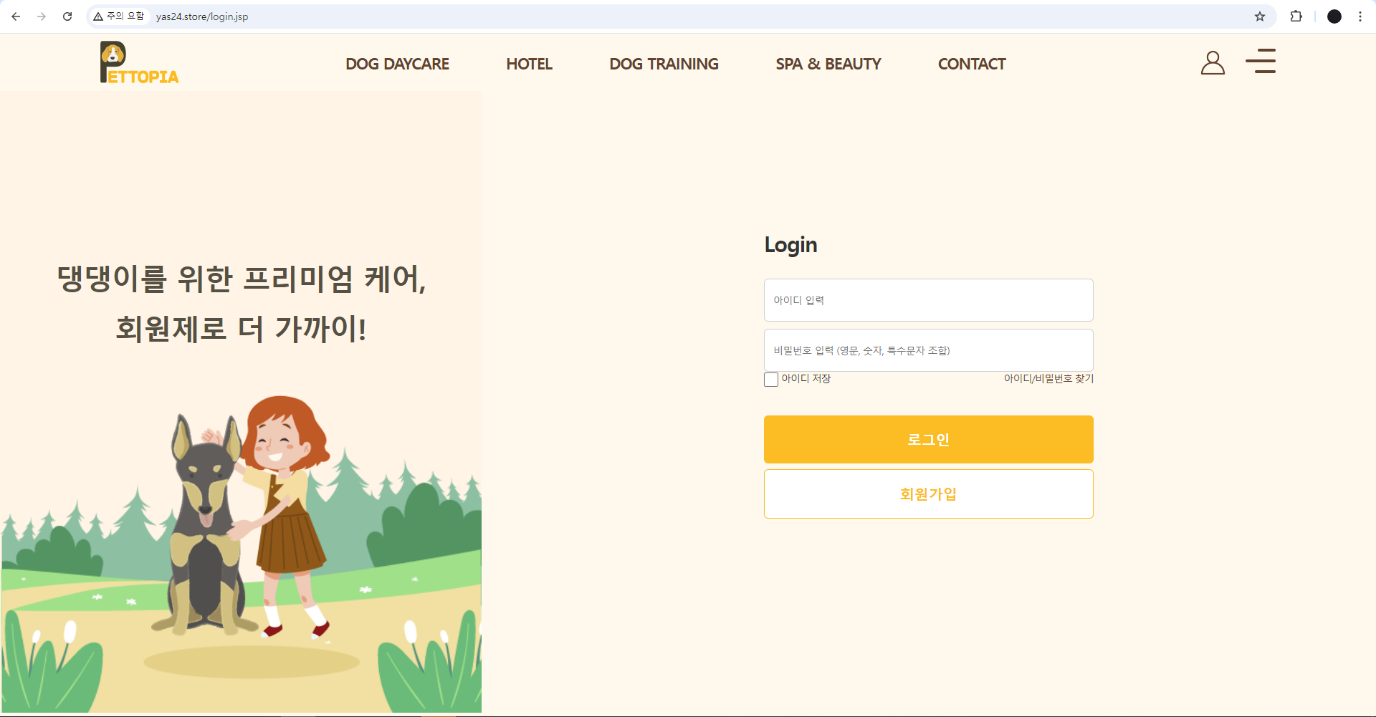 주의 요함 yas24.store/login.jsp
PETTOPIA
DOG DAYCARE HOTEL DOG TRAINING SPA & BEAUTY CONTACT
댕댕이를 위한 프리미엄 케어,
회원제로 더 가까이!
Login
아이디 입력
비밀번호 입력 (영문, 숫자, 특수문자 조합)
아이디 저장 아이디/비밀번호 찾기
로그인
회원가입